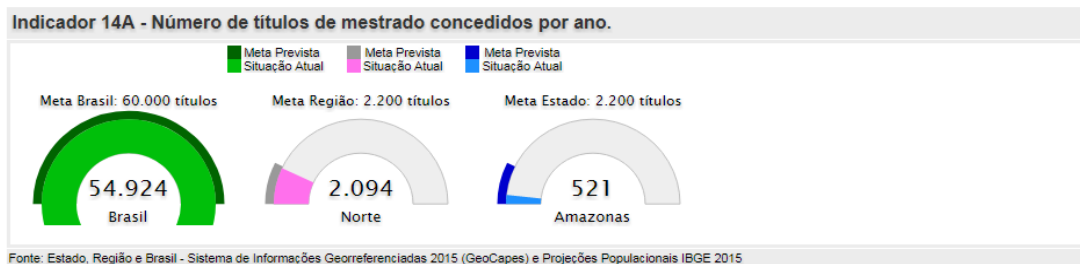 Indicador 14A - Número de títulos de mestrado concedidos por ano.
Meta Prevista Meta Prevista Meta Prevista
Situação Atual Situação Atual Situação Atual
Meta Brasil: 60.000 títulos Meta Região: 2.200 títulos Meta Estado: 2.200 títulos
54.924 2.094 521
Brasil Norte Amazonas
Fonte: Estado, Região e Brasil - Sistema de Informações Georreferenciadas 2015 (GeoCapes) e Projeções Populacionais IBGE 2015